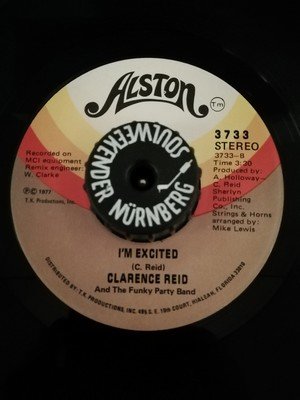 ALSTON
TM
3733
STEREO
3733-B
Time 3:20
Produced by:
A. Holloway-
C. Reid
Sherlyn
Publishing
Co., Inc.
Strings & Horns
arranged by:
Mike Lewis
Recorded on
MCI equipment
Remix engineer:
W. Clarke
℗© 1977
T.K. Productions, Inc.
SOULWEEKENDER NÜRNBERG
I'M EXCITED
(C. Reid)
CLARENCE REID
And The Funky Party Band
DISTRIBUTED BY: T.K. PRODUCTIONS, INC. 495 S.E. 10th COURT, HIALEAH, FLORIDA 33010